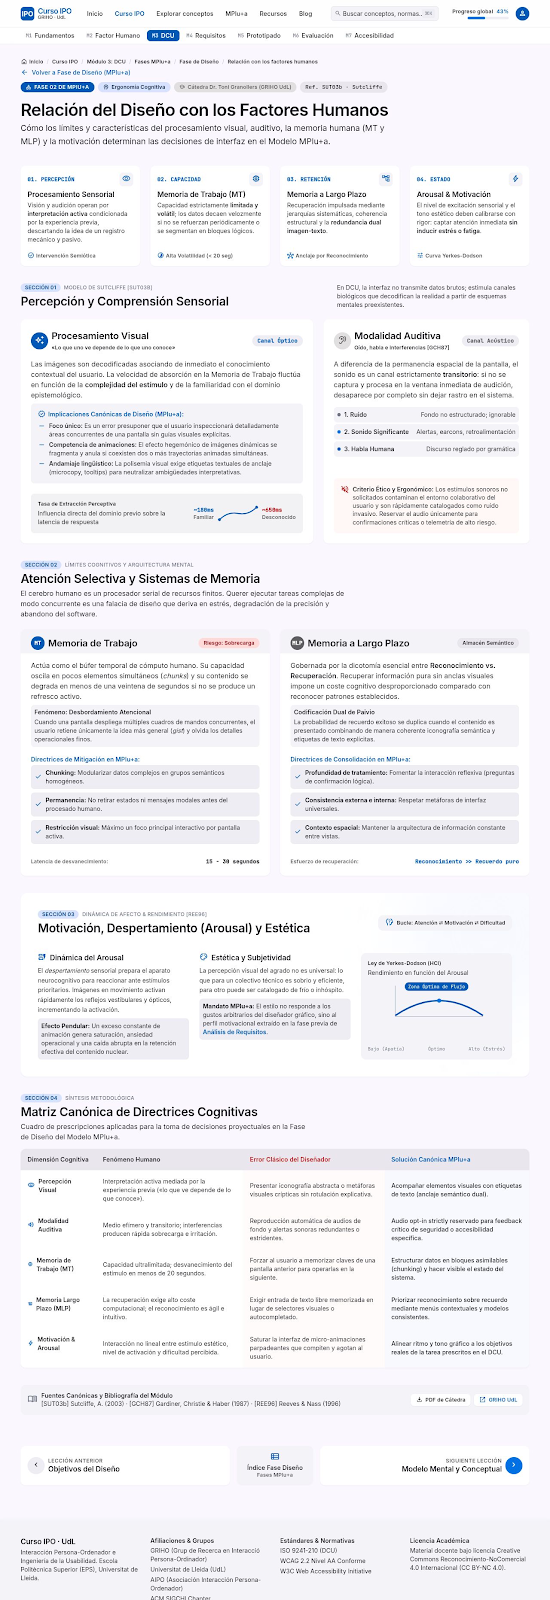 IPO Curso IPO
GRIHO · UdL
Inicio Curso IPO Explorar conceptos MPIu+a Recursos Blog
Buscar conceptos, normas..
Progreso global 43%
M1 Fundamentos M2 Factor Humano M3 DCU M4 Requisitos M5 Prototipado M6 Evaluación M7 Accesibilidad
Inicio / Curso IPO / Módulo 3: DCU / Fases MPIu+a / Fase de Diseño / Relación con los factores humanos
← Volver a Fase de Diseño (MPIu+a)
FASE 02 DE MPIU+A Ergonomía Cognitiva Cátedra Dr. Toni Granollers (GRIHO UdL) Ref. SUT03b · Sutcliffe
Relación del Diseño con los Factores Humanos
Cómo los límites y características del procesamiento visual, auditivo, la memoria humana (MT y
MLP) y la motivación determinan las decisiones de interfaz en el Modelo MPIu+a.
01. PERCEPCIÓN
Procesamiento Sensorial
Visión y audición operan por
interpretación activa condicionada
por la experiencia previa,
descartando la idea de un registro
mecánico y pasivo.
Intervención Semiótica
02. CAPACIDAD
Memoria de Trabajo (MT)
Capacidad estrictamente limitada y
volátil; los datos decaen velozmente
si no se refuerzan periódicamente o
se segmentan en bloques lógicos.
Alta Volatilidad (< 20 seg)
03. RETENCIÓN
Memoria a Largo Plazo
Recuperación impulsada mediante
jerarquías sistemáticas, coherencia
estructural y la redundancia dual
imagen-texto.
Anclaje por Reconocimiento
04. ESTADO
Arousal & Motivación
El nivel de excitación sensorial y el
tono estético deben calibrarse con
rigor: captar atención inmediata sin
inducir estrés o fatiga.
Curva Yerkes-Dodson
SECCIÓN 01 MODELO DE SUTCLIFFE [SUT03B]
Percepción y Comprensión Sensorial
En DCU, la interfaz no transmite datos brutos; estimula canales
biológicos que decodifican la realidad a partir de esquemas
mentales preexistentes.
Procesamiento Visual
«Lo que uno ve depende de lo que uno conoce»
Canal Óptico
Las imágenes son decodificadas asociando de inmediato el conocimiento
contextual del usuario. La velocidad de absorción en la Memoria de Trabajo fluctúa
en función de la complejidad del estímulo y de la familiaridad con el dominio
epistemológico.
Implicaciones Canónicas de Diseño (MPIu+a):
— Foco único: Es un error presuponer que el usuario inspeccionará detalladamente
áreas concurrentes de una pantalla sin guías visuales explícitas.
— Competencia de animaciones: El efecto hegemónico de imágenes dinámicas se
fragmenta y anula si coexisten dos o más trayectorias animadas simultáneas.
— Andamiaje lingüístico: La polisemia visual exige etiquetas textuales de anclaje
(microcopy, tooltips) para neutralizar ambigüedades interpretativas.
Tasa de Extracción Perceptiva
Influencia directa del dominio previo sobre la
latencia de respuesta
~180ms
Familiar
~650ms
Desconocido
Modalidad Auditiva
Oído, habla e interferencias [GCH87]
Canal Acústico
A diferencia de la permanencia espacial de la pantalla, el
sonido es un canal estrictamente transitorio: si no se
captura y procesa en la ventana inmediata de audición,
desaparece por completo sin dejar rastro en el sistema.
1. Ruido Fondo no estructurado; ignorable
2. Sonido Significante Alertas, earcons, retroalimentación
3. Habla Humana Discurso reglado por gramática
Criterio Ético y Ergonómico: Los estímulos sonoros no
solicitados contaminan el entorno colaborativo del
usuario y son rápidamente catalogados como ruido
invasivo. Reservar el audio únicamente para
confirmaciones críticas o telemetría de alto riesgo.
SECCIÓN 02 LÍMITES COGNITIVOS Y ARQUITECTURA MENTAL
Atención Selectiva y Sistemas de Memoria
El cerebro humano es un procesador serial de recursos finitos. Querer ejecutar tareas complejas de
modo concurrente es una falacia de diseño que deriva en estrés, degradación de la precisión y
abandono del software.
MT Memoria de Trabajo
Riesgo: Sobrecarga
Actúa como el búfer temporal de cómputo humano. Su capacidad
oscila en pocos elementos simultáneos (chunks) y su contenido se
degrada en menos de una veintena de segundos si no se produce un
refresco activo.
Fenómeno: Desbordamiento Atencional
Cuando una pantalla despliega múltiples cuadros de mandos concurrentes, el
usuario retiene únicamente la idea más general (gist) y olvida los detalles
operacionales finos.
Directrices de Mitigación en MPIu+a:
Chunking: Modularizar datos complejos en grupos semánticos
homogéneos.
Permanencia: No retirar estados ni mensajes modales antes del
procesado humano.
Restricción visual: Máximo un foco principal interactivo por pantalla
activa.
Latencia de desvanecimiento: 15 - 30 segundos
MLP Memoria a Largo Plazo
Almacén Semántico
Gobernada por la dicotomía esencial entre Reconocimiento vs.
Recuperación. Recuperar información pura sin anclas visuales
impone un coste cognitivo desproporcionado comparado con
reconocer patrones establecidos.
Codificación Dual de Paivio
La probabilidad de recuerdo exitoso se duplica cuando el contenido es
presentado combinando de manera coherente iconografía semántica y
etiquetas de texto explícitas.
Directrices de Consolidación en MPIu+a:
Profundidad de tratamiento: Fomentar la interacción reflexiva (preguntas
de confirmación lógica).
Consistencia externa e interna: Respetar metáforas de interfaz
universales.
Contexto espacial: Mantener la arquitectura de información constante
entre vistas.
Esfuerzo de recuperación: Reconocimiento >> Recuerdo puro
SECCIÓN 03 DINÁMICA DE AFECTO & RENDIMIENTO [REE96]
Motivación, Despertamiento (Arousal) y Estética
Bucle: Atención ⇄ Motivación ⇄ Dificultad
Dinámica del Arousal
El despertamiento sensorial prepara el aparato
neurocognitivo para reaccionar ante estímulos
prioritarios. Imágenes en movimiento activan
rápidamente los reflejos vestibulares y ópticos,
incrementando la activación.
Efecto Pendular: Un exceso constante de
animación genera saturación, ansiedad
operacional y una caída abrupta en la retención
efectiva del contenido nuclear.
Estética y Subjetividad
La percepción visual del agrado no es universal: lo
que para un colectivo técnico es sobrio y eficiente,
para otro puede ser catalogado de frío o inhóspito.
Mandato MPIu+a: El estilo no responde a los
gustos arbitrarios del diseñador gráfico, sino al
perfil motivacional extraído en la fase previa de
Análisis de Requisitos.
Ley de Yerkes-Dodson (HCI)
Rendimiento en función del Arousal
Zona Óptima de Flujo
Bajo (Apatía) Óptimo Alto (Estrés)
SECCIÓN 04 SÍNTESIS METODOLÓGICA
Matriz Canónica de Directrices Cognitivas
Cuadro de prescripciones aplicadas para la toma de decisiones proyectuales en la Fase
de Diseño del Modelo MPIu+a.
Dimensión Cognitiva Fenómeno Humano Error Clásico del Diseñador Solución Canónica MPIu+a
Percepción
Visual
Interpretación activa mediada por la
experiencia previa («lo que ve depende de lo
que conoce»).
Presentar iconografía abstracta o metáforas
visuales crípticas sin rotulación explicativa.
Acompañar elementos visuales con etiquetas
de texto (anclaje semántico dual).
Modalidad
Auditiva
Medio efímero y transitorio; interferencias
producen rápida sobrecarga e irritación.
Reproducción automática de audios de
fondo y alertas sonoras redundantes o
estridentes.
Audio opt-in strictly reservado para feedback
crítico de seguridad o accesibilidad
específica.
Memoria de
Trabajo (MT)
Capacidad ultralimitada; desvanecimiento del
estímulo en menos de 20 segundos.
Forzar al usuario a memorizar claves de una
pantalla anterior para operarlas en la
siguiente.
Estructurar datos en bloques asimilables
(chunking) y hacer visible el estado del
sistema.
Memoria Largo
Plazo (MLP)
La recuperación exige alto coste
computacional; el reconocimiento es ágil e
intuitivo.
Exigir entrada de texto libre memorizada en
lugar de selectores visuales o
autocompletado.
Priorizar reconocimiento sobre recuerdo
mediante menús contextuales y modelos
consistentes.
Motivación &
Arousal
Interacción no lineal entre estímulo estético,
nivel de activación y dificultad percibida.
Saturar la interfaz de micro-animaciones
parpadeantes que compiten y agotan al
usuario.
Alinear ritmo y tono gráfico a los objetivos
reales de la tarea prescritos en el DCU.
Fuentes Canónicas y Bibliografía del Módulo
[SUT03b] Sutcliffe, A. (2003) · [GCH87] Gardiner, Christie & Haber (1987) · [REE96] Reeves & Nass (1996)
PDF de Cátedra GRIHO UdL
LECCIÓN ANTERIOR
Objetivos del Diseño
Índice Fase Diseño
Fases MPIu+a
SIGUIENTE LECCIÓN
Modelo Mental y Conceptual
Curso IPO · UdL
Interacción Persona-Ordenador e
Ingeniería de la Usabilidad. Escola
Politècnica Superior (EPS), Universitat de
Lleida.
Afiliaciones & Grupos
GRIHO (Grup de Recerca en Interacció
Persona-Ordinador)
Universitat de Lleida (UdL)
AIPO (Asociación Interacción Persona-
Ordenador)
ACM SIGCHI Chapter
Estándares & Normativas
ISO 9241-210 (DCU)
WCAG 2.2 Nivel AA Conforme
W3C Web Accessibility Initiative
Licencia Académica
Material docente bajo licencia Creative
Commons Reconocimiento-NoComercial
4.0 Internacional (CC BY-NC 4.0).